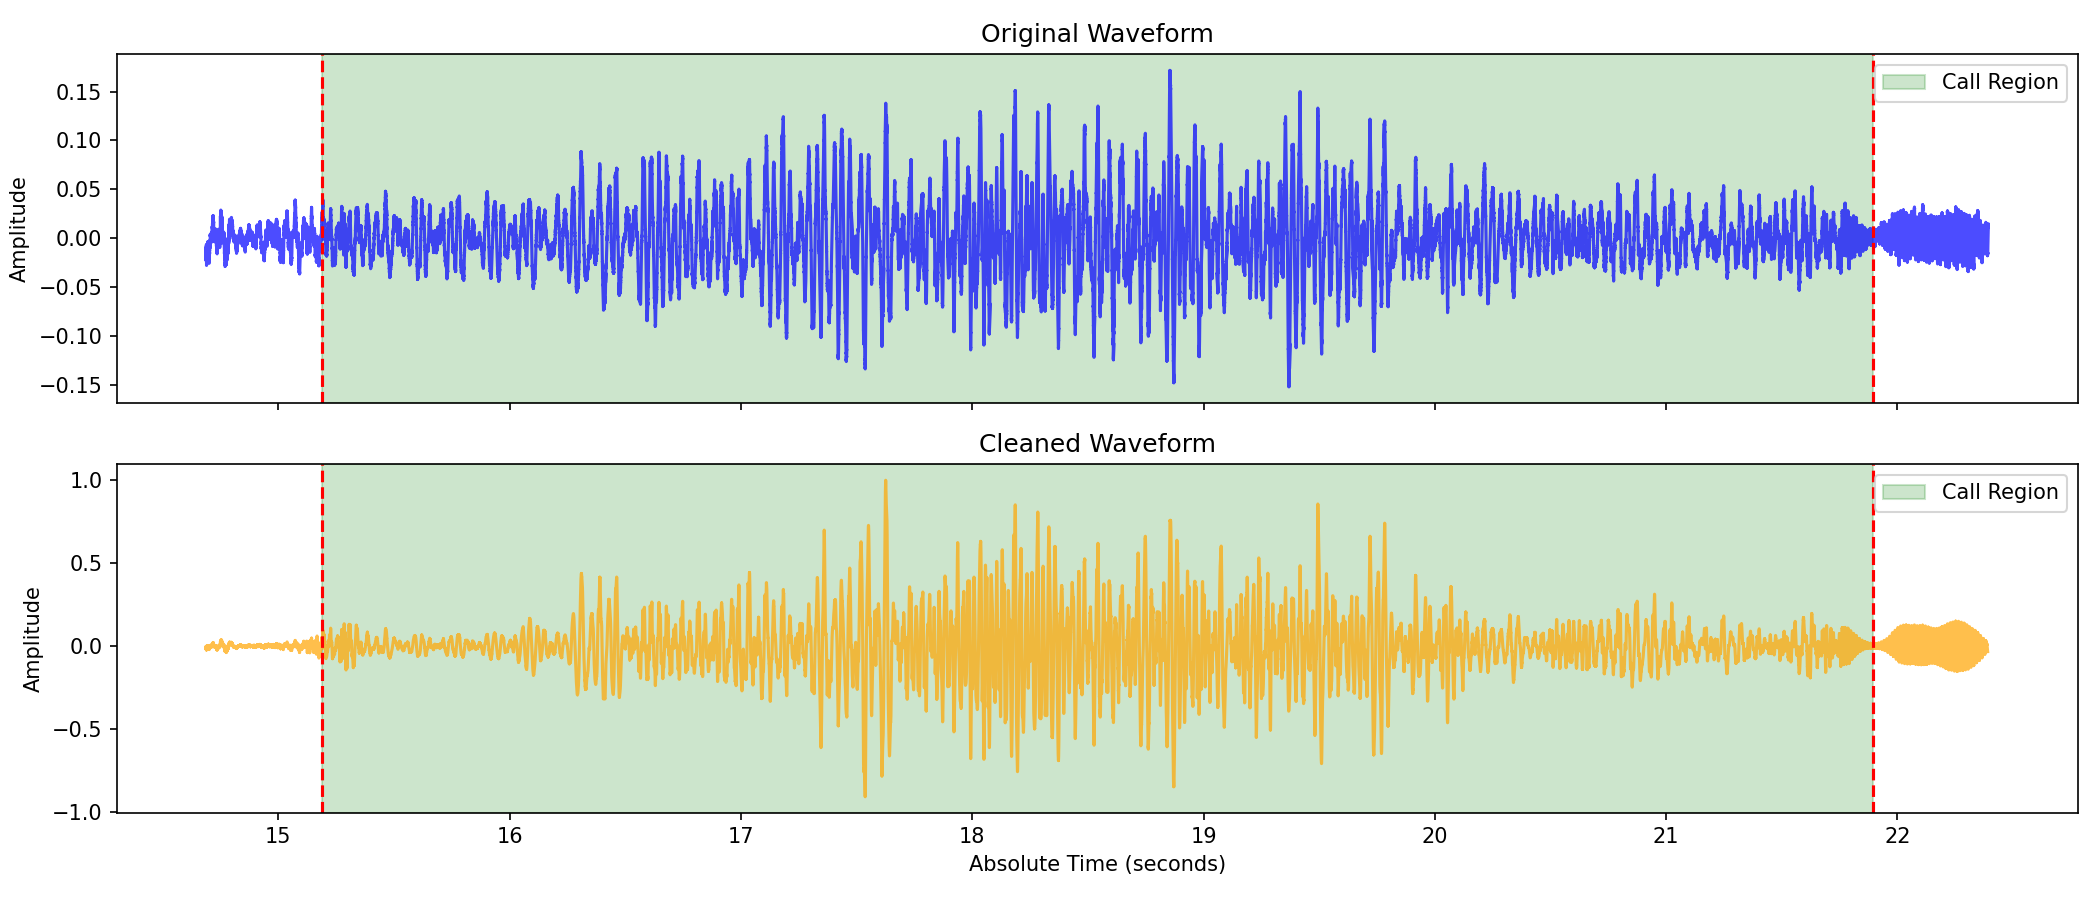 Original Waveform
Call Region
0.15
0.10
0.05
0.00
−0.05
−0.10
−0.15
Amplitude
Cleaned Waveform
Call Region
1.0
0.5
0.0
−0.5
−1.0
Amplitude
15 16 17 18 19 20 21 22
Absolute Time (seconds)